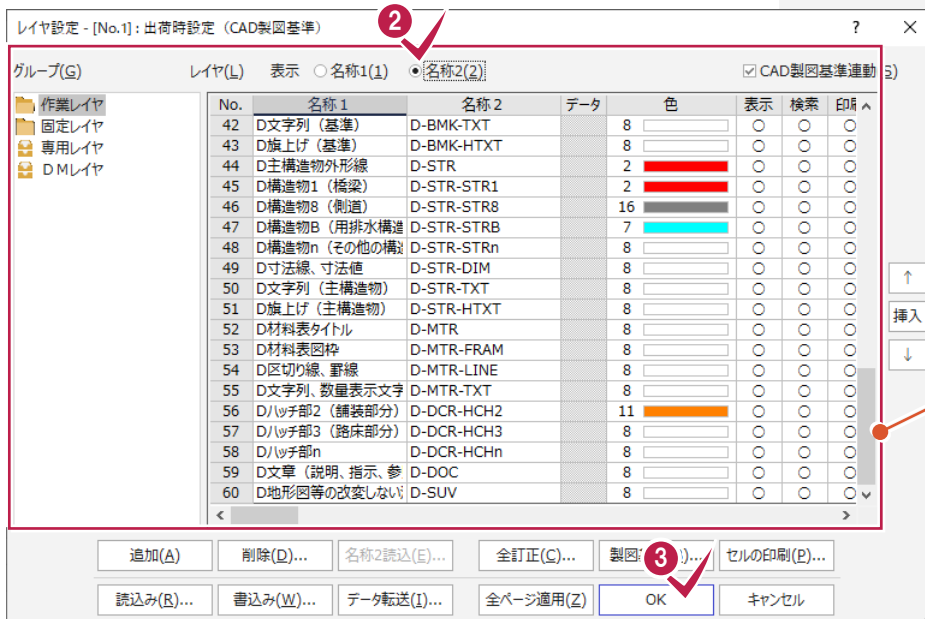 レイヤ設定 - [No.1] : 出荷時設定（CAD製図基準） ? ×
2
グループ(G) レイヤ(L) 表示 名称1(1) 名称2(2) CAD製図基準連動(S)
作業レイヤ
固定レイヤ
専用レイヤ
DMレイヤ
No. 名称1 名称2 データ 色 表示 検索 印刷
42 D文字列（基準） D-BMK-TXT 8 ○ ○ ○
43 D旗上げ（基準） D-BMK-HTXT 8 ○ ○ ○
44 D主構造物外形線 D-STR 2 ○ ○ ○
45 D構造物1（橋梁） D-STR-STR1 2 ○ ○ ○
46 D構造物8（側道） D-STR-STR8 16 ○ ○ ○
47 D構造物B（用排水構造 D-STR-STRB 7 ○ ○ ○
48 D構造物n（その他の構造 D-STR-STRn 8 ○ ○ ○
49 D寸法線、寸法値 D-STR-DIM 8 ○ ○ ○
50 D文字列（主構造物） D-STR-TXT 8 ○ ○ ○
51 D旗上げ（主構造物） D-STR-HTXT 8 ○ ○ ○
52 D材料表タイトル D-MTR 8 ○ ○ ○
53 D材料表図枠 D-MTR-FRAM 8 ○ ○ ○
54 D区切り線、罫線 D-MTR-LINE 8 ○ ○ ○
55 D文字列、数量表示文字 D-MTR-TXT 8 ○ ○ ○
56 Dハッチ部2（舗装部分） D-DCR-HCH2 11 ○ ○ ○
57 Dハッチ部3（路床部分） D-DCR-HCH3 8 ○ ○ ○
58 Dハッチ部n D-DCR-HCHn 8 ○ ○ ○
59 D文章（説明、指示、参 D-DOC 8 ○ ○ ○
60 D地形図等の改変しない D-SUV 8 ○ ○ ○
↑
挿入
↓
追加(A) 削除(D)... 名称2読込(E)... 全訂正(C)... 製図 セルの印刷(P)...
3
読込み(R)... 書込み(W)... データ転送(I)... 全ページ適用(Z) OK キャンセル